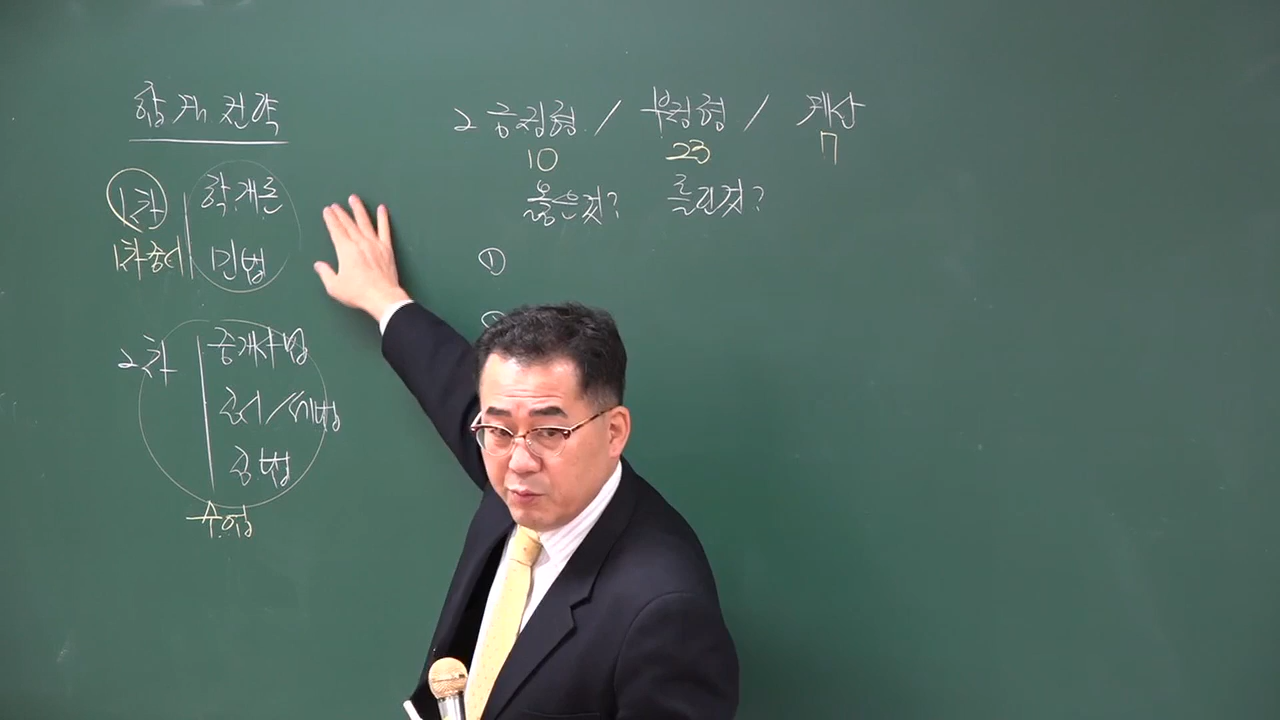 합격전략
1차
학개론
1차중시
민법
2차
중개사법
공시/세법
공법
수험
2 긍정형 / 부정형 / 계산
10 23 7
옳은것? 틀린것?
①